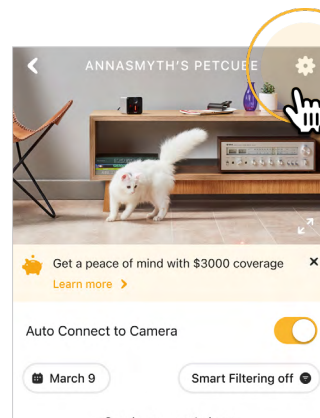 ANNASMYTH'S PETCUBE
Get a peace of mind with $3000 coverage
Learn more
Auto Connect to Camera
March 9
Smart Filtering off